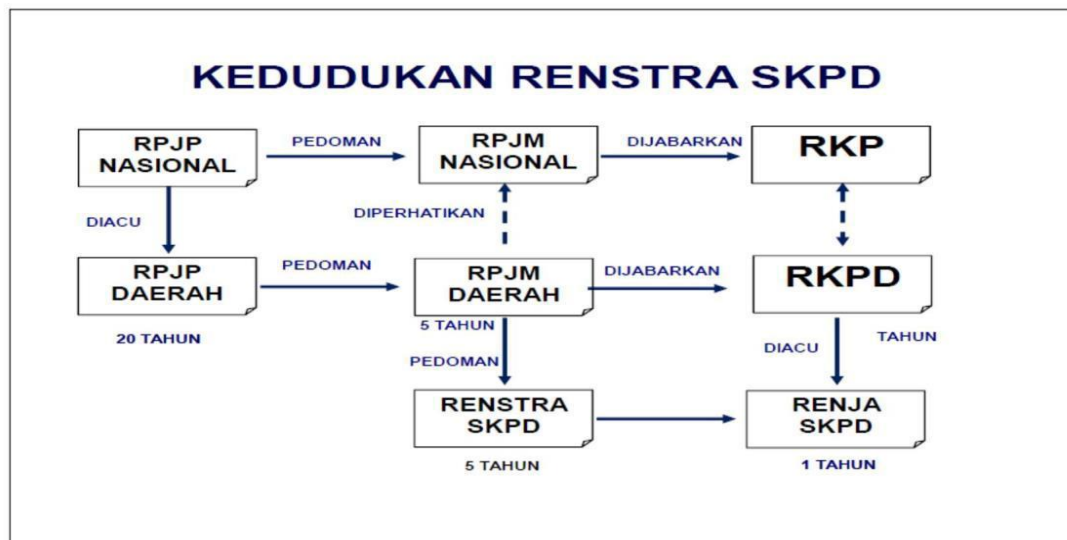 KEDUDUKAN RENSTRA SKPD
RPJP
NASIONAL
PEDOMAN
RPJM
NASIONAL
DIJABARKAN
RKP
DIACU
DIPERHATIKAN
RPJP
DAERAH
PEDOMAN
RPJM
DAERAH
DIJABARKAN
RKPD
20 TAHUN
5 TAHUN
PEDOMAN
DIACU
TAHUN
RENSTRA
SKPD
RENJA
SKPD
5 TAHUN
1 TAHUN